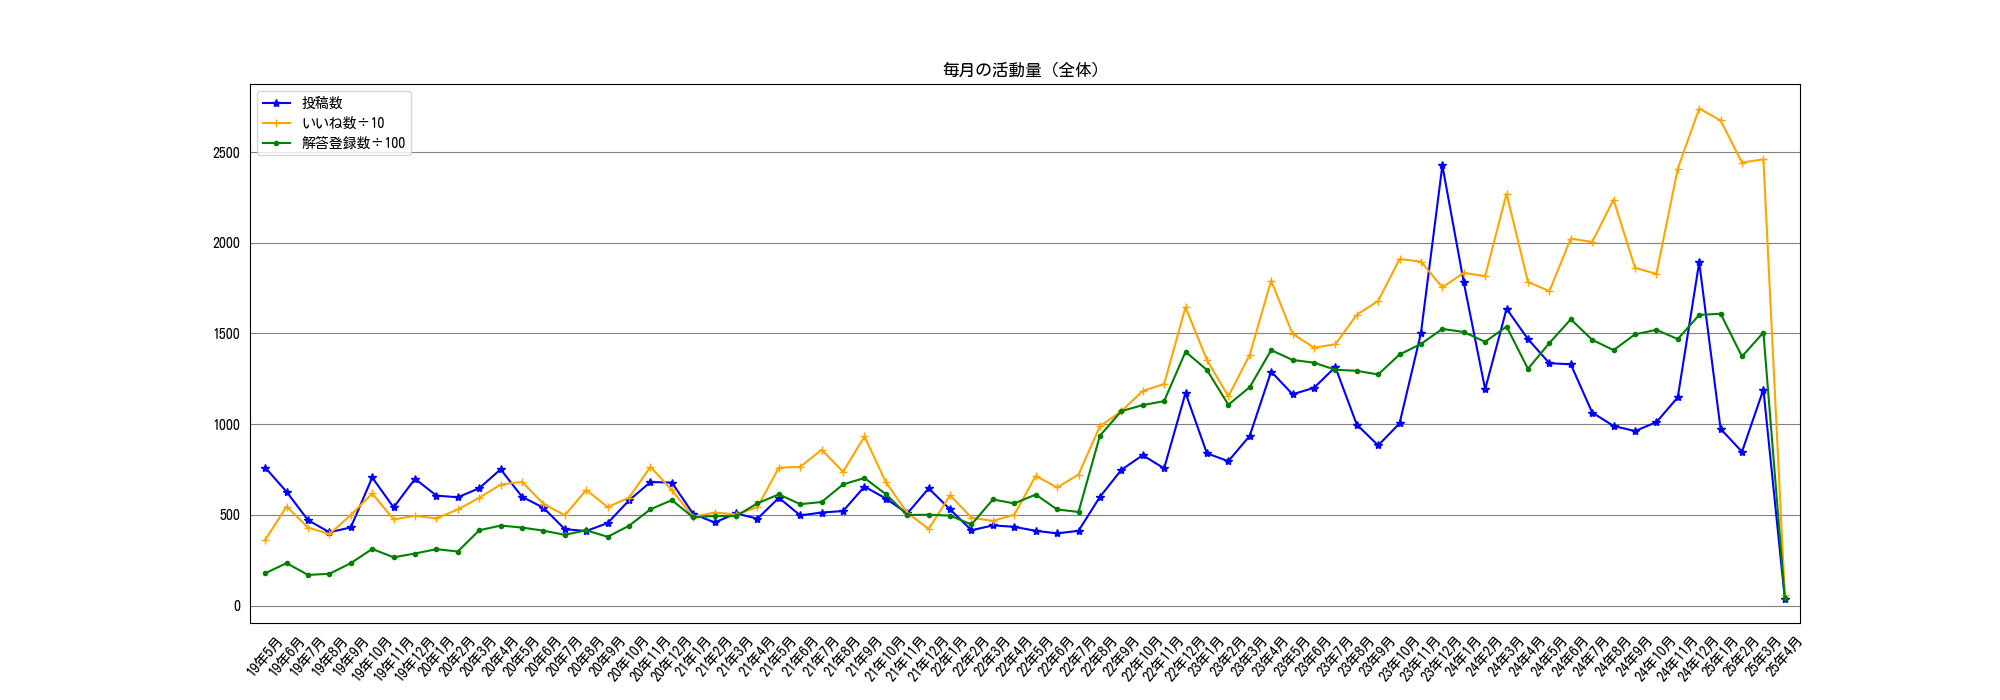 毎月の活動量（全体）
投稿数
いいね数÷10
解答登録数÷100
2500
2000
1500
1000
500
0
19年5月
19年6月
19年7月
19年8月
19年9月
19年10月
19年11月
19年12月
20年1月
20年2月
20年3月
20年4月
20年5月
20年6月
20年7月
20年8月
20年9月
20年10月
20年11月
20年12月
21年1月
21年2月
21年3月
21年4月
21年5月
21年6月
21年7月
21年8月
21年9月
21年10月
21年11月
21年12月
22年1月
22年2月
22年3月
22年4月
22年5月
22年6月
22年7月
22年8月
22年9月
22年10月
22年11月
22年12月
23年1月
23年2月
23年3月
23年4月
23年5月
23年6月
23年7月
23年8月
23年9月
23年10月
23年11月
23年12月
24年1月
24年2月
24年3月
24年4月
24年5月
24年6月
24年7月
24年8月
24年9月
24年10月
24年11月
24年12月
25年1月
25年2月
25年3月
25年4月